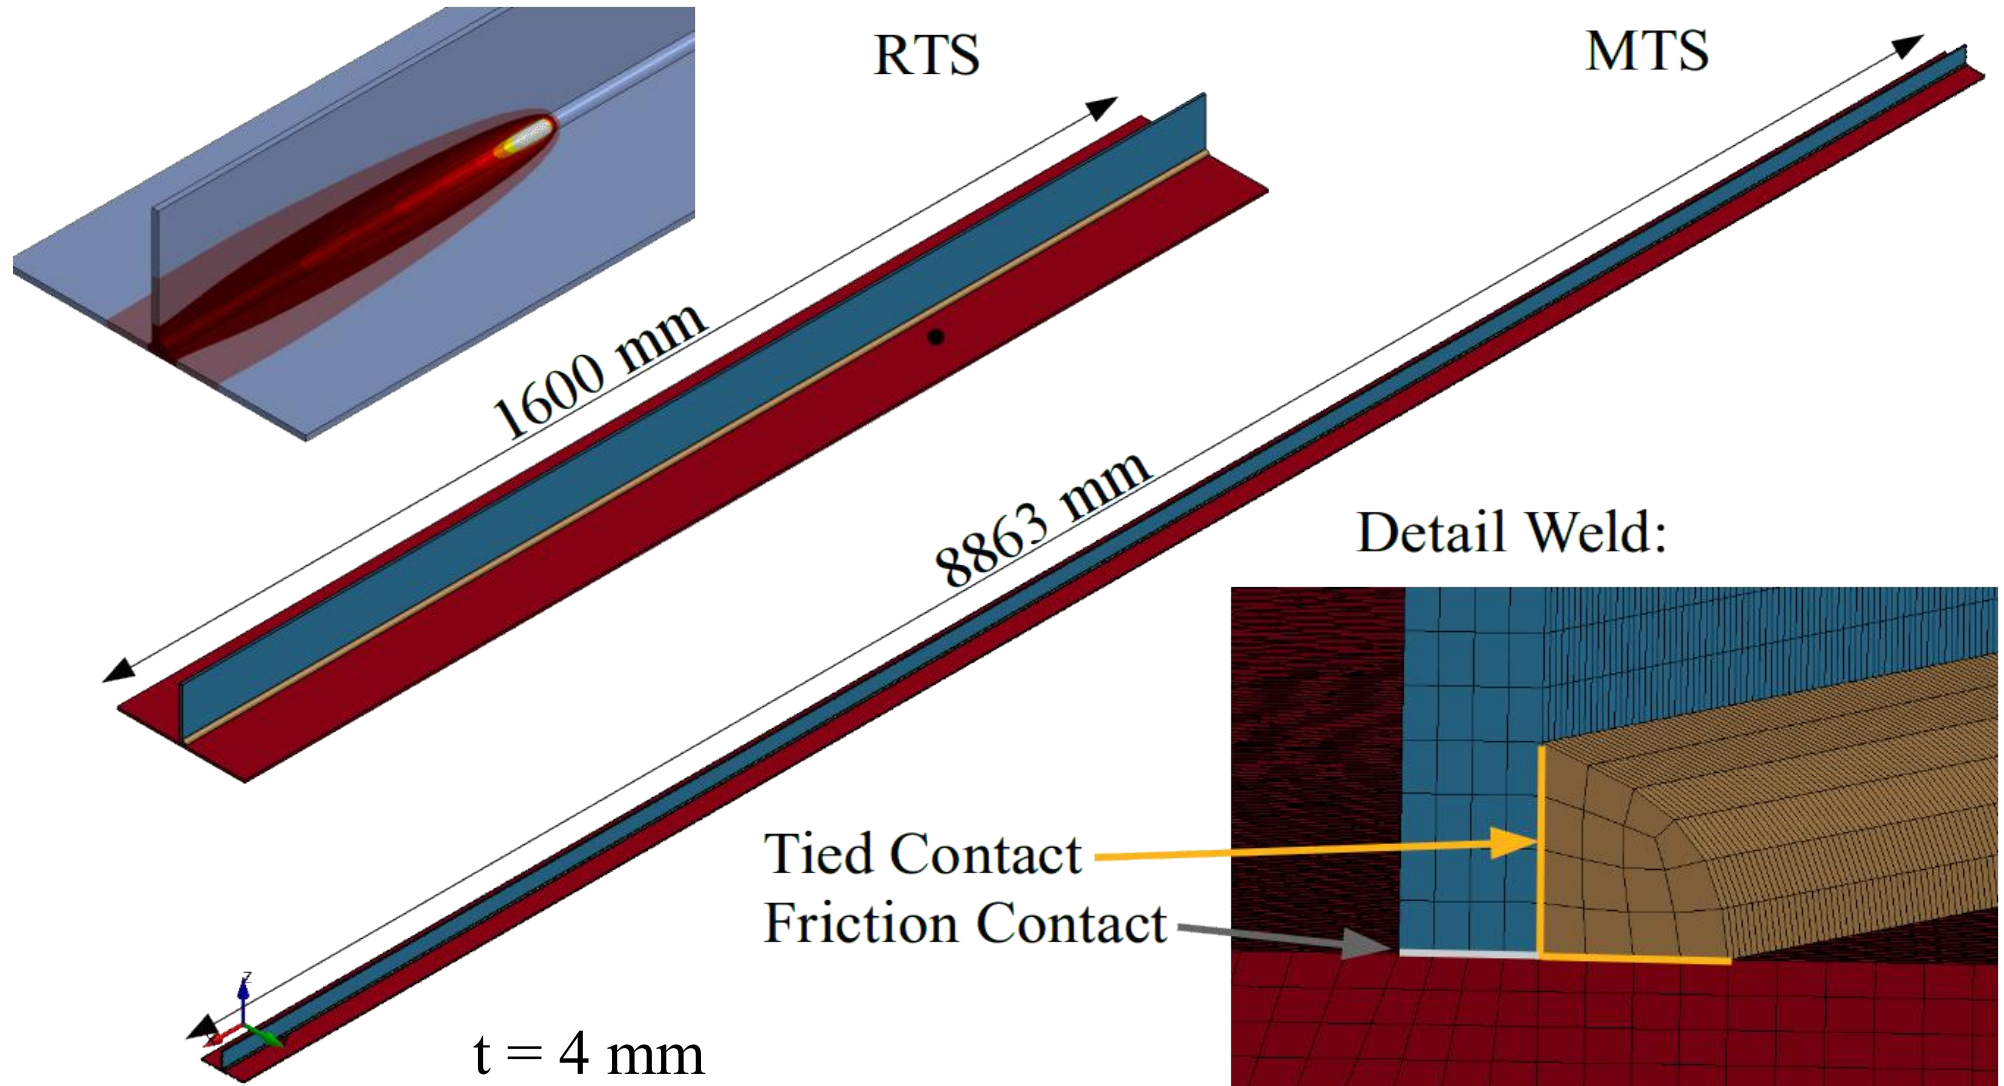 RTS
MTS
1600 mm
8863 mm
Detail Weld:
Tied Contact
Friction Contact
z
t = 4 mm